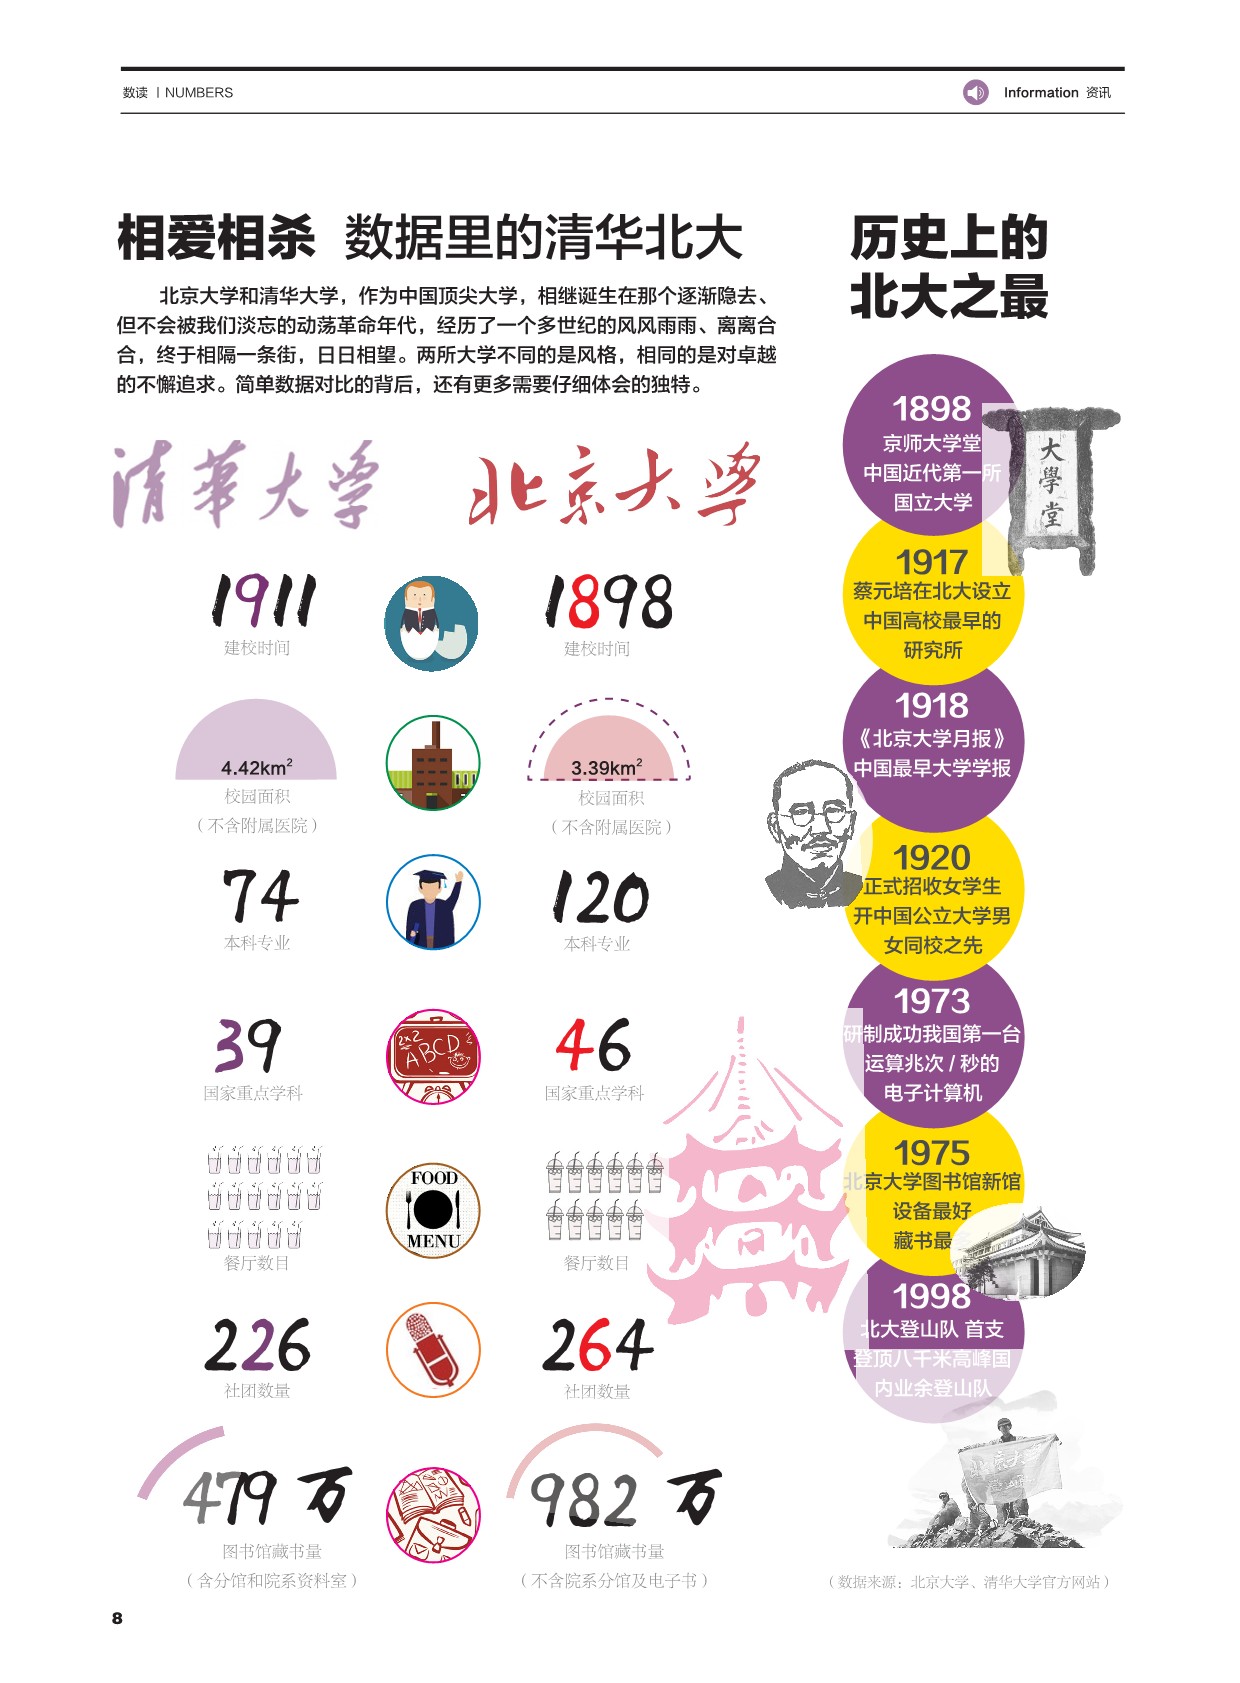 数读 | NUMBERS
Information 资讯
相爱相杀 数据里的清华北大
北京大学和清华大学，作为中国顶尖大学，相继诞生在那个逐渐隐去、
但不会被我们淡忘的动荡革命年代，经历了一个多世纪的风风雨雨、离离合
合，终于相隔一条街，日日相望。两所大学不同的是风格，相同的是对卓越
的不懈追求。简单数据对比的背后，还有更多需要仔细体会的独特。
清華大学
北京大学
1911
建校时间
1898
建校时间
4.42km²
校园面积
（不含附属医院）
3.39km²
校园面积
（不含附属医院）
74
本科专业
120
本科专业
39
国家重点学科
2×2
ABCD
46
国家重点学科
餐厅数目
FOOD
MENU
餐厅数目
226
社团数量
264
社团数量
479 万
图书馆藏书量
（含分馆和院系资料室）
982 万
图书馆藏书量
（不含院系分馆及电子书）
历史上的
北大之最
1898
京师大学堂
中国近代第一所
国立大学
大學堂
1917
蔡元培在北大设立
中国高校最早的
研究所
1918
《北京大学月报》
中国最早大学学报
1920
正式招收女学生
开中国公立大学男
女同校之先
1973
研制成功我国第一台
运算兆次 / 秒的
电子计算机
1975
北京大学图书馆新馆
设备最好
藏书最
1998
北大登山队 首支
登顶八千米高峰国
内业余登山队
（数据来源：北京大学、清华大学官方网站）
8